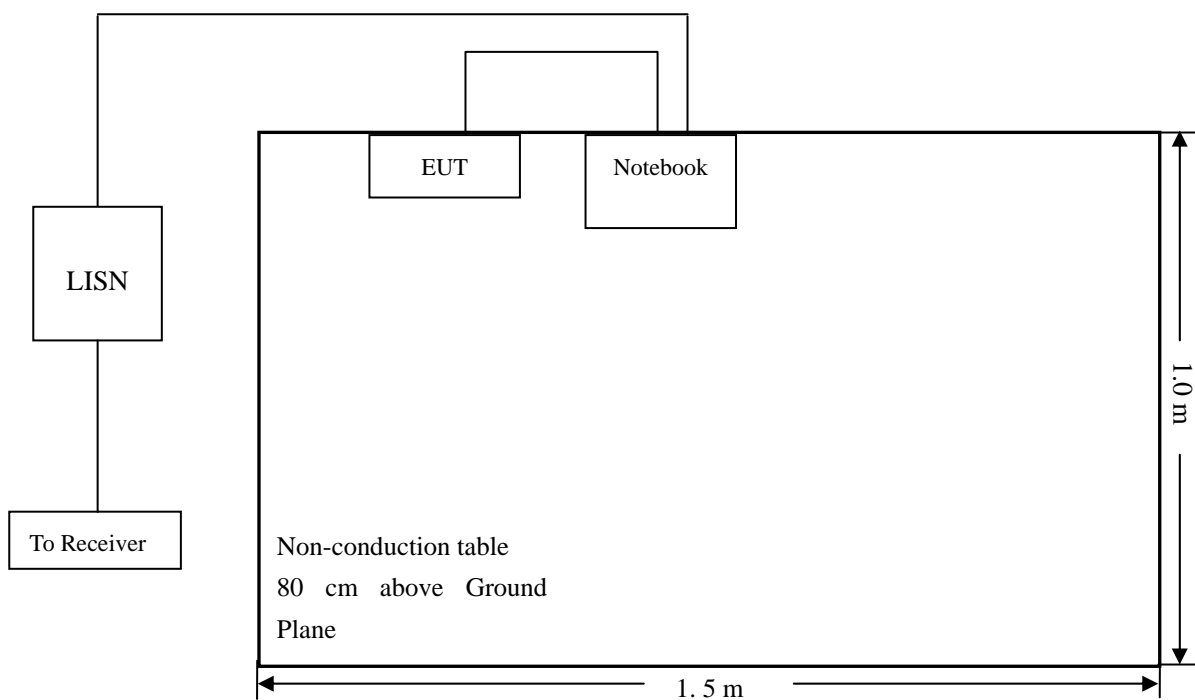 EUT
Notebook
LISN
1.0 m
To Receiver
Non-conduction table
80 cm above Ground
Plane
1. 5 m